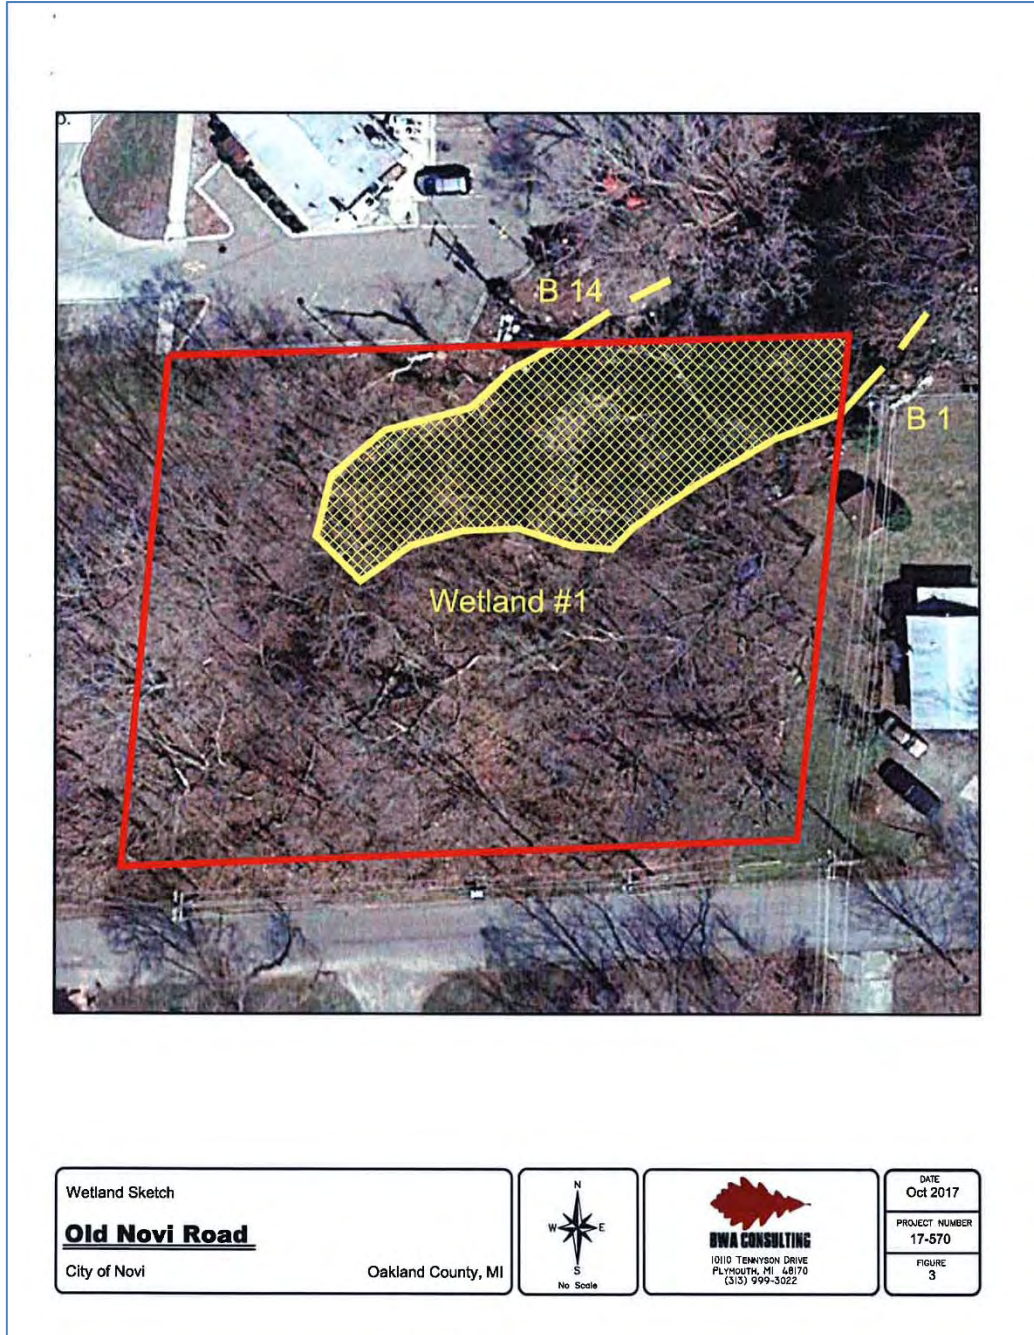 B 14
B 1
Wetland #1
Wetland Sketch
Old Novi Road
City of Novi
Oakland County, MI
N
W E
S
No Scale
BWA CONSULTING
10110 TENNYSON DRIVE
PLYMOUTH, MI 48170
(313) 999-3022
DATE
Oct 2017
PROJECT NUMBER
17-570
FIGURE
3